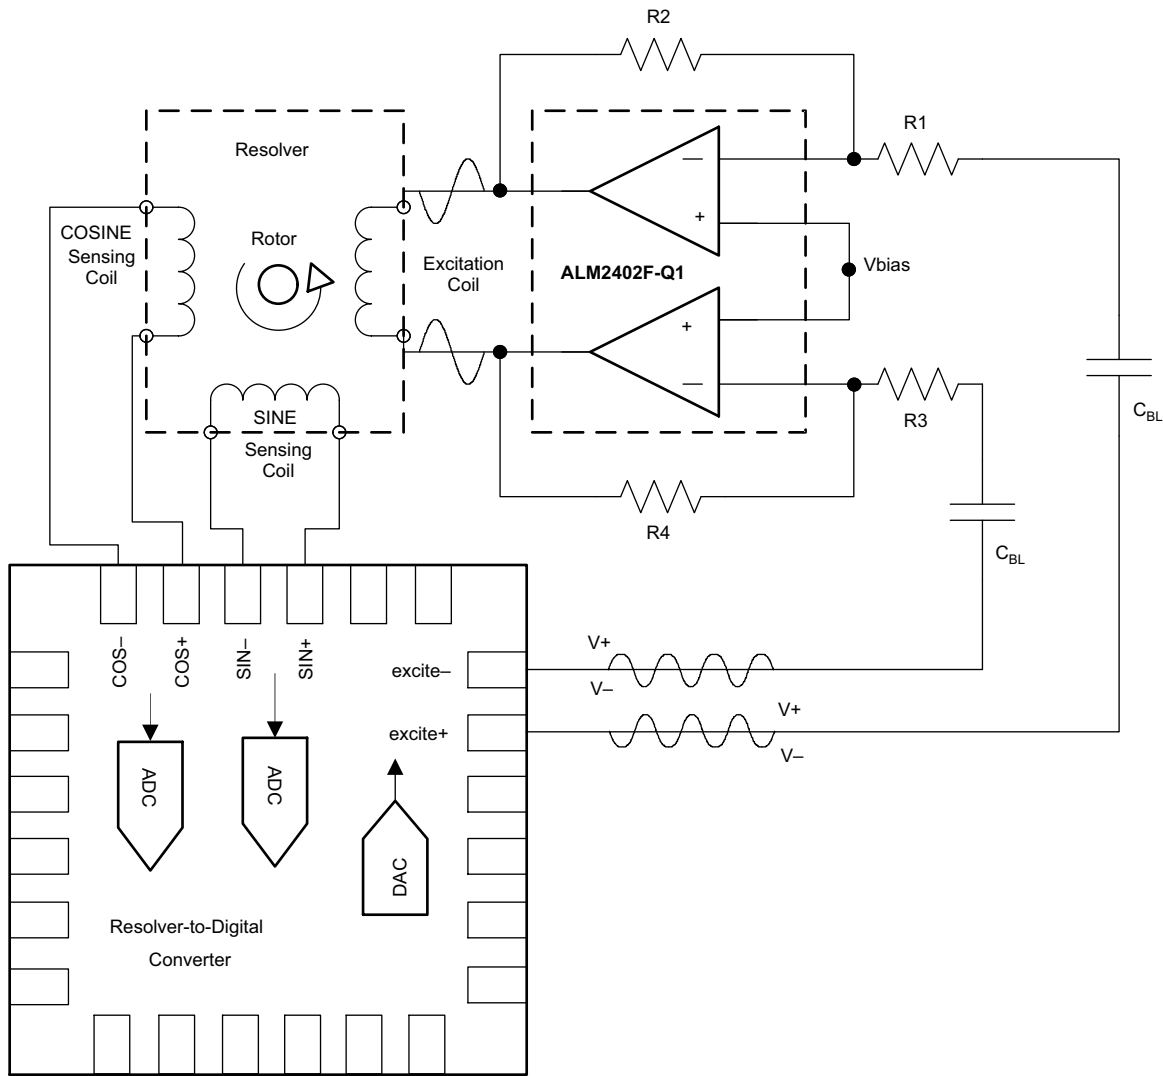 R2
R1
Resolver
COSINE
Sensing
Coil
Rotor
Excitation
Coil
—
+
ALM2402F-Q1
Vbias
+
—
R3
C_BL
SINE
Sensing
Coil
R4
C_BL
COS–
COS+
SIN–
SIN+
excite–
V+
V–
excite+
V+
V–
ADC
ADC
DAC
Resolver-to-Digital
Converter